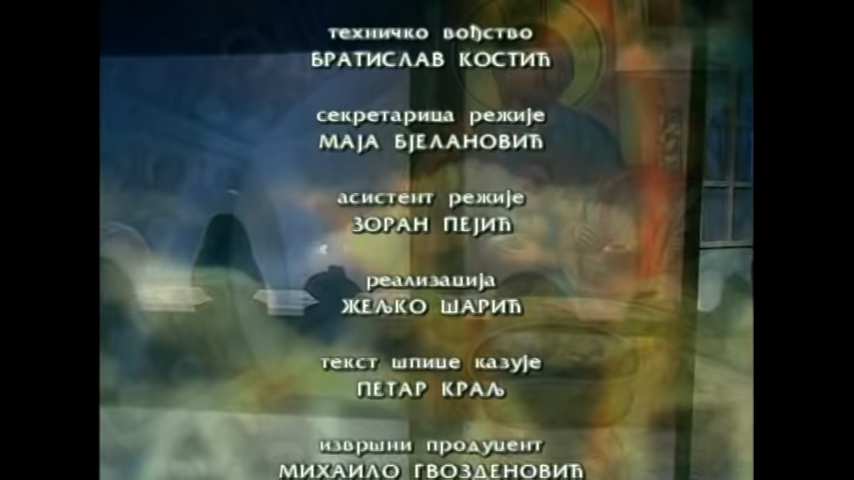 техничко вођство
БРАТИСЛАВ КОСТИЋ
секретарица режије
МАЈА БЈЕЛАНОВИЋ
асистент режије
ЗОРАН ПЕЈИЋ
реализација
ЖЕЉКО ШАРИЋ
текст шпице казује
ПЕТАР КРАЉ
извршни продуцент
МИХАИЛО ГВОЗДЕНОВИЋ